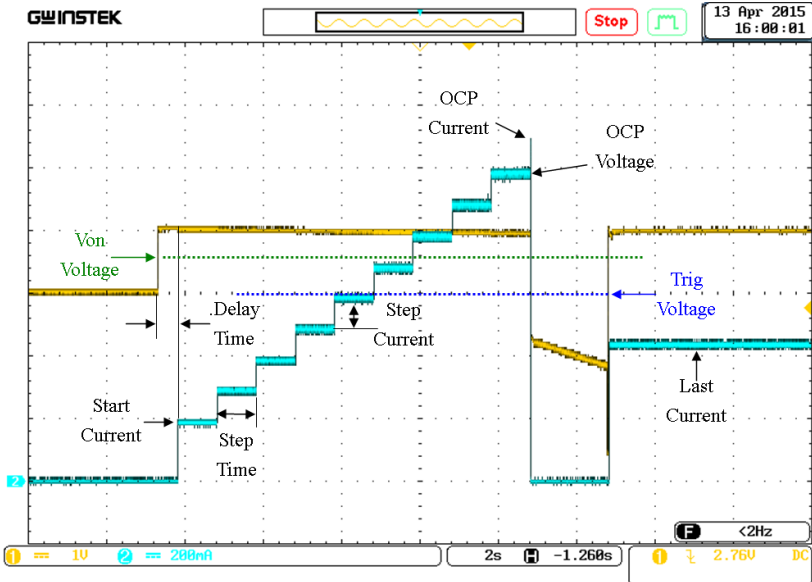 GWINSTEK
Stop
13 Apr 2015
16:00:01
OCP
Current
OCP
Voltage
Von
Voltage
Trig
Voltage
.Delay
Time
Step
Current
Start
Current
Step
Time
Last
Current
2
F <2Hz
1 1V 2 200mA
2s H -1.260s
1 2.76V DC